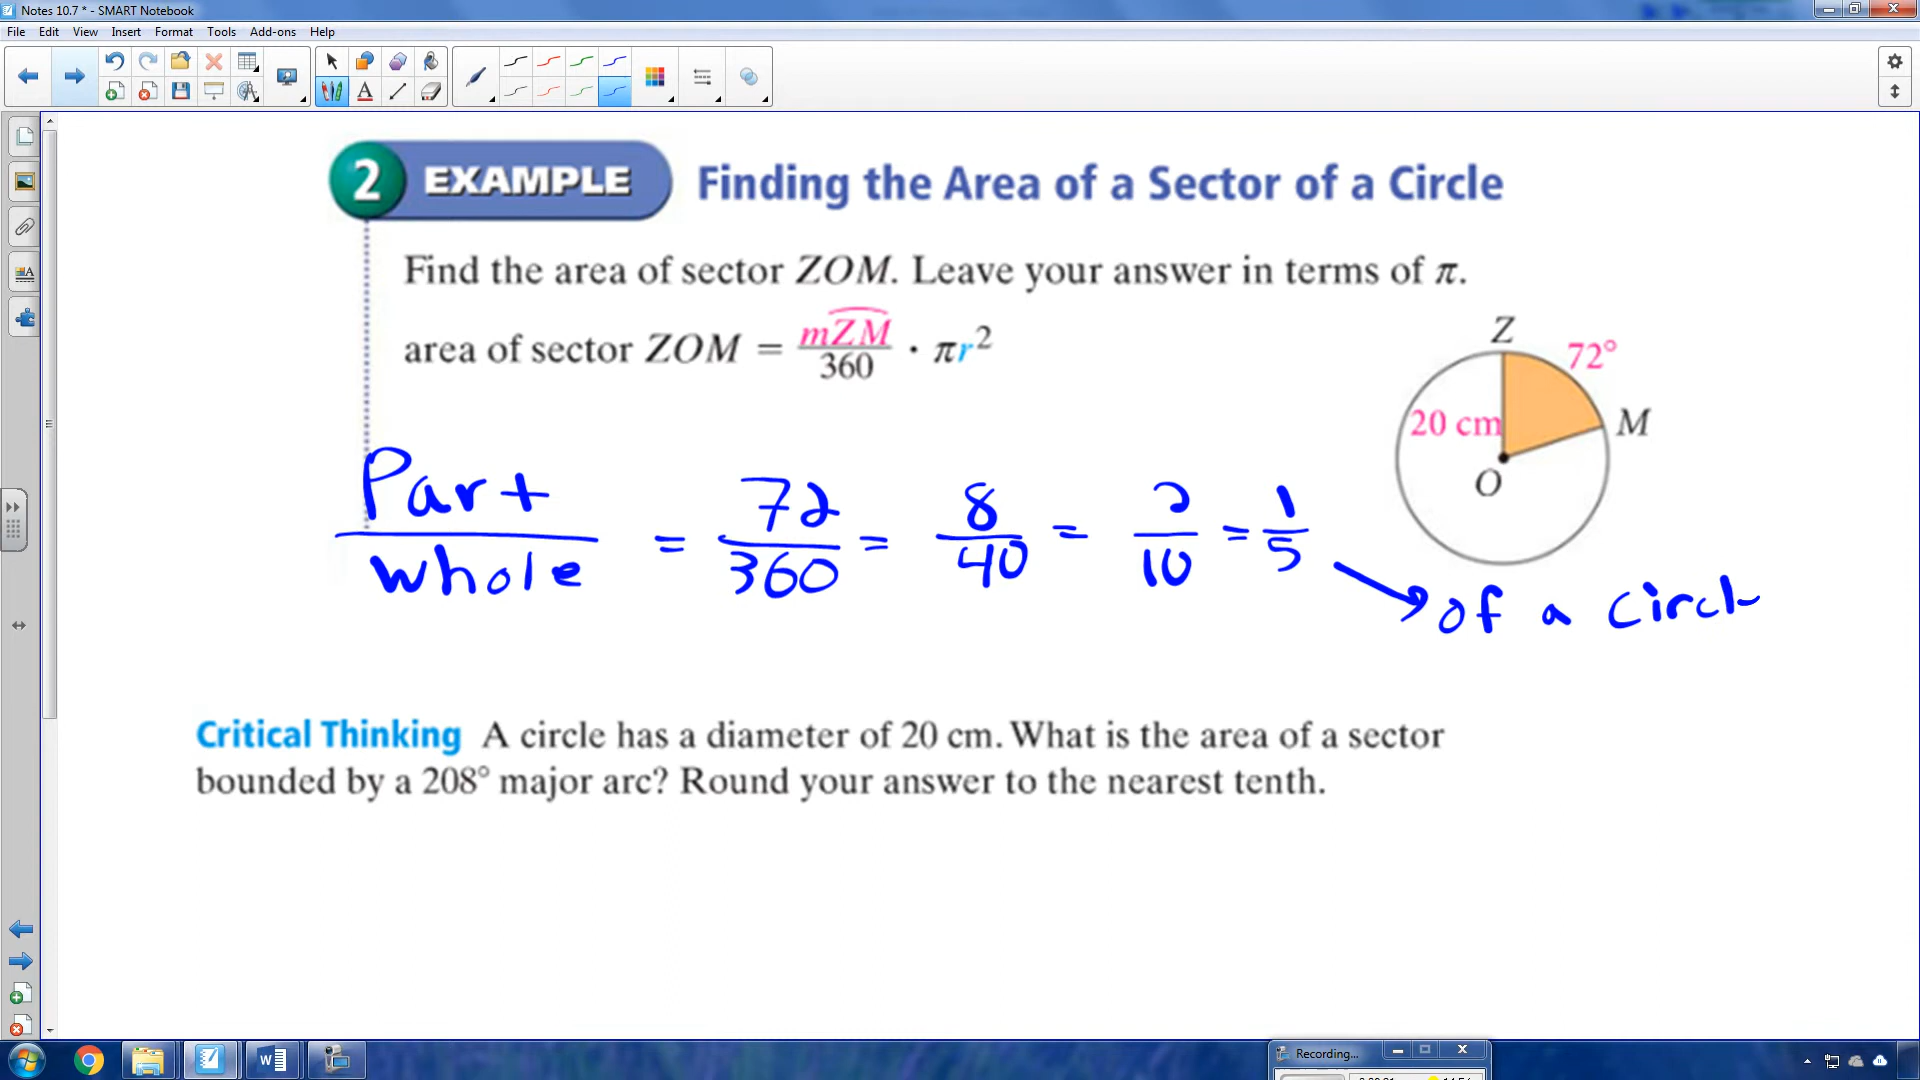 Notes 10.7 * - SMART Notebook
File Edit View Insert Format Tools Add-ons Help
2 EXAMPLE Finding the Area of a Sector of a Circle
Find the area of sector ZOM. Leave your answer in terms of π.
area of sector ZOM = mZM/360 · πr²
Z
72°
20 cm
M
O
Part/whole = 72/360 = 8/40 = 2/10 = 1/5
of a circle
Critical Thinking A circle has a diameter of 20 cm. What is the area of a sector
bounded by a 208° major arc? Round your answer to the nearest tenth.
Recording...